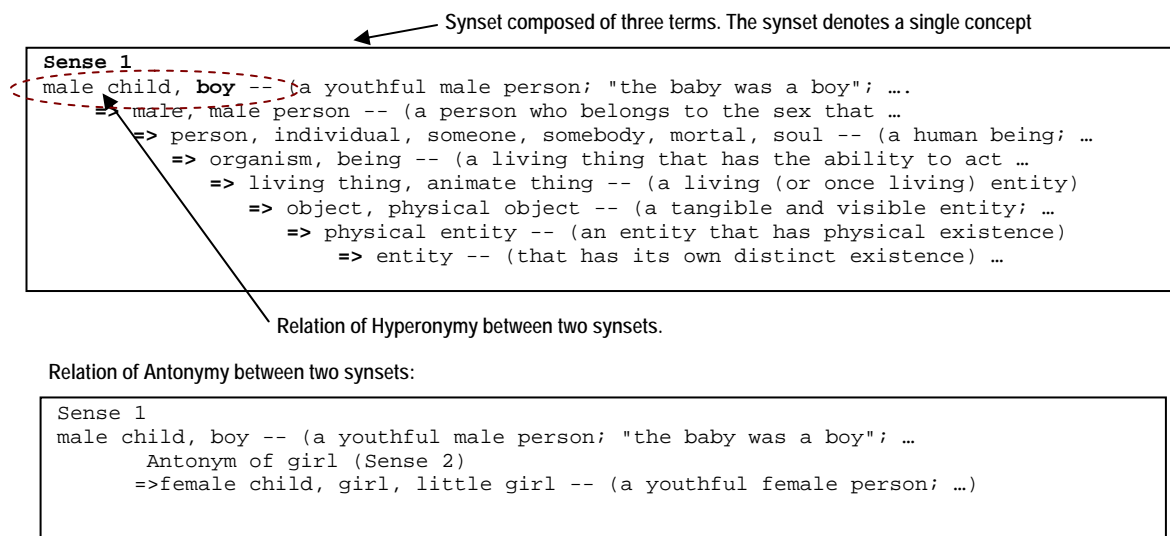 Synset composed of three terms. The synset denotes a single concept
Sense 1
male child, boy -- (a youthful male person; "the baby was a boy"; ….
=> male, male person -- (a person who belongs to the sex that …
=> person, individual, someone, somebody, mortal, soul -- (a human being; …
=> organism, being -- (a living thing that has the ability to act …
=> living thing, animate thing -- (a living (or once living) entity)
=> object, physical object -- (a tangible and visible entity; …
=> physical entity -- (an entity that has physical existence)
=> entity -- (that has its own distinct existence) …
Relation of Hyperonymy between two synsets.
Relation of Antonymy between two synsets:
Sense 1
male child, boy -- (a youthful male person; "the baby was a boy"; …
Antonym of girl (Sense 2)
=>female child, girl, little girl -- (a youthful female person; …)